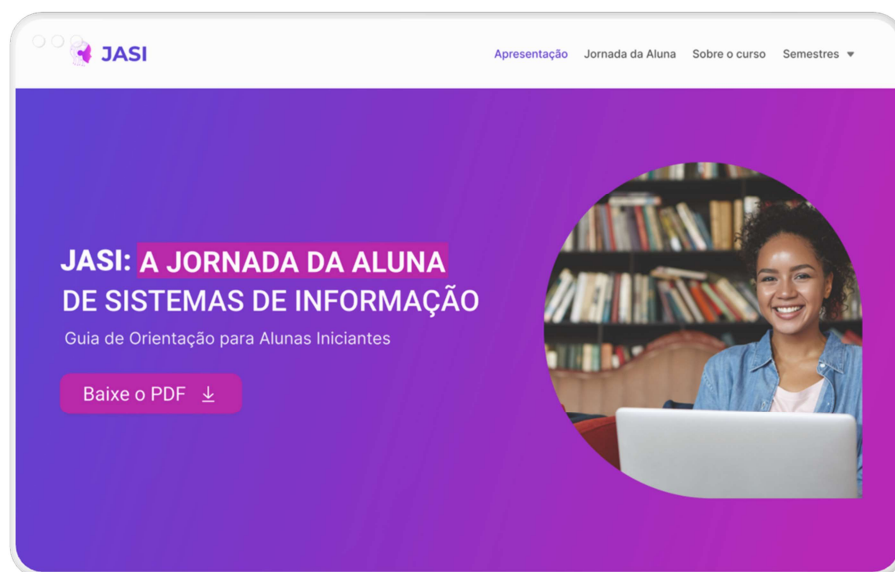 JASI
Apresentação Jornada da Aluna Sobre o curso Semestres
JASI: A JORNADA DA ALUNA
DE SISTEMAS DE INFORMAÇÃO
Guia de Orientação para Alunas Iniciantes
Baixe o PDF